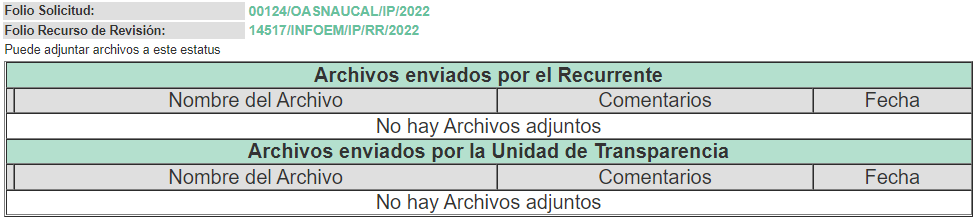 Folio Solicitud: 00124/OASNAUCAL/IP/2022
Folio Recurso de Revisión: 14517/INFOEM/IP/RR/2022
Puede adjuntar archivos a este estatus
Archivos enviados por el Recurrente
Nombre del Archivo Comentarios Fecha
No hay Archivos adjuntos
Archivos enviados por la Unidad de Transparencia
Nombre del Archivo Comentarios Fecha
No hay Archivos adjuntos